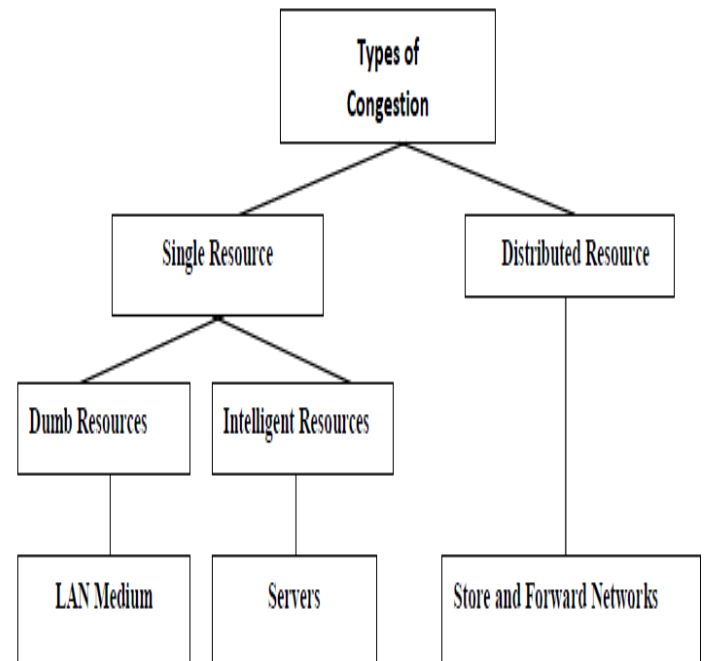 Types of
Congestion
Single Resource
Distributed Resource
Dumb Resources
Intelligent Resources
LAN Medium
Servers
Store and Forward Networks